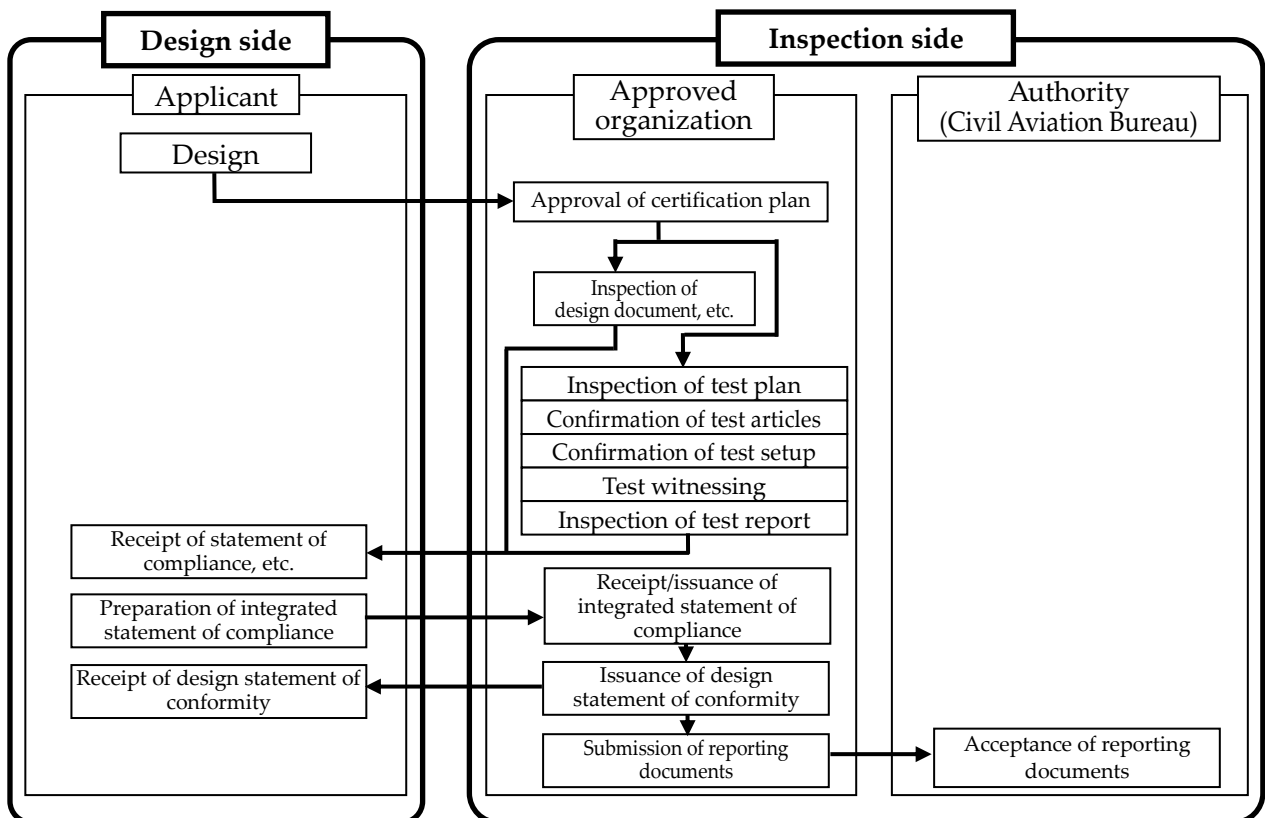 Design side
Inspection side
Applicant
Approved
organization
Authority
(Civil Aviation Bureau)
Design
Approval of certification plan
Inspection of
design document, etc.
Inspection of test plan
Confirmation of test articles
Confirmation of test setup
Test witnessing
Inspection of test report
Receipt of statement of
compliance, etc.
Receipt/issuance of
integrated statement of
compliance
Preparation of integrated
statement of compliance
Receipt of design statement of
conformity
Issuance of design
statement of conformity
Submission of reporting
documents
Acceptance of reporting
documents